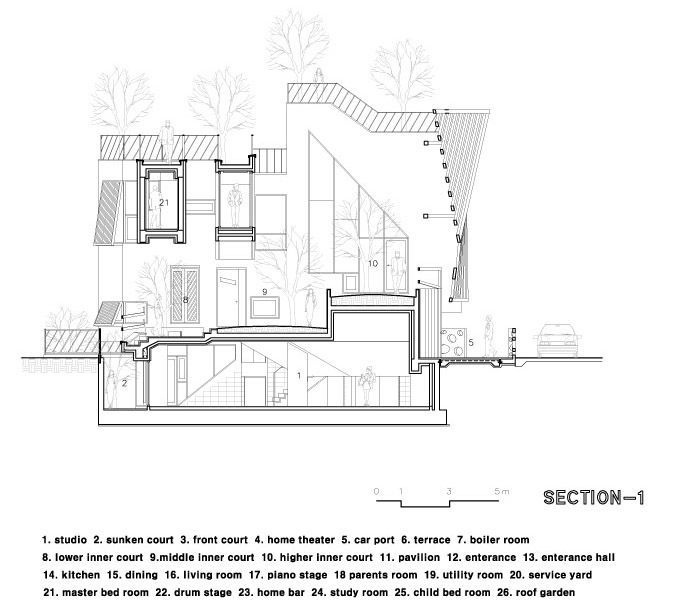 21
10
8
9
5
2
1
0 1 3 5m
SECTION-1
1. studio 2. sunken court 3. front court 4. home theater 5. car port 6. terrace 7. boiler room
8. lower inner court 9.middle inner court 10. higher inner court 11. pavilion 12. enterance 13. enterance hall
14. kitchen 15. dining 16. living room 17. piano stage 18 parents room 19. utility room 20. service yard
21. master bed room 22. drum stage 23. home bar 24. study room 25. child bed room 26. roof garden